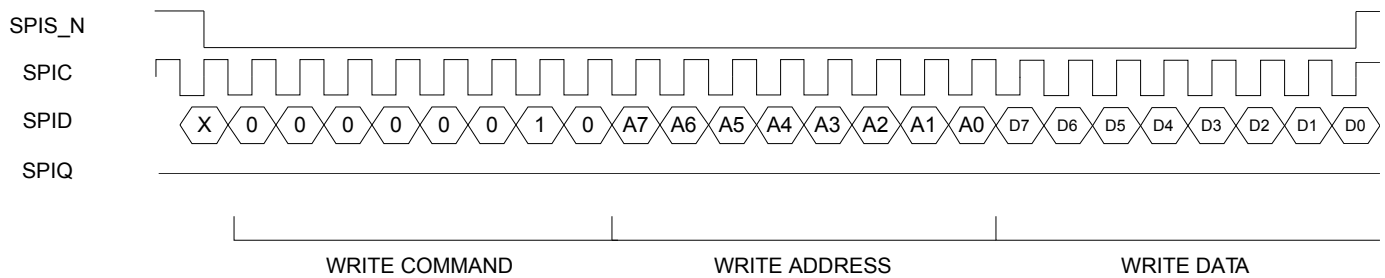 SPIS_N
SPIC
SPID X 0 0 0 0 0 0 1 0 A7 A6 A5 A4 A3 A2 A1 A0 D7 D6 D5 D4 D3 D2 D1 D0
SPIQ
WRITE COMMAND WRITE ADDRESS WRITE DATA